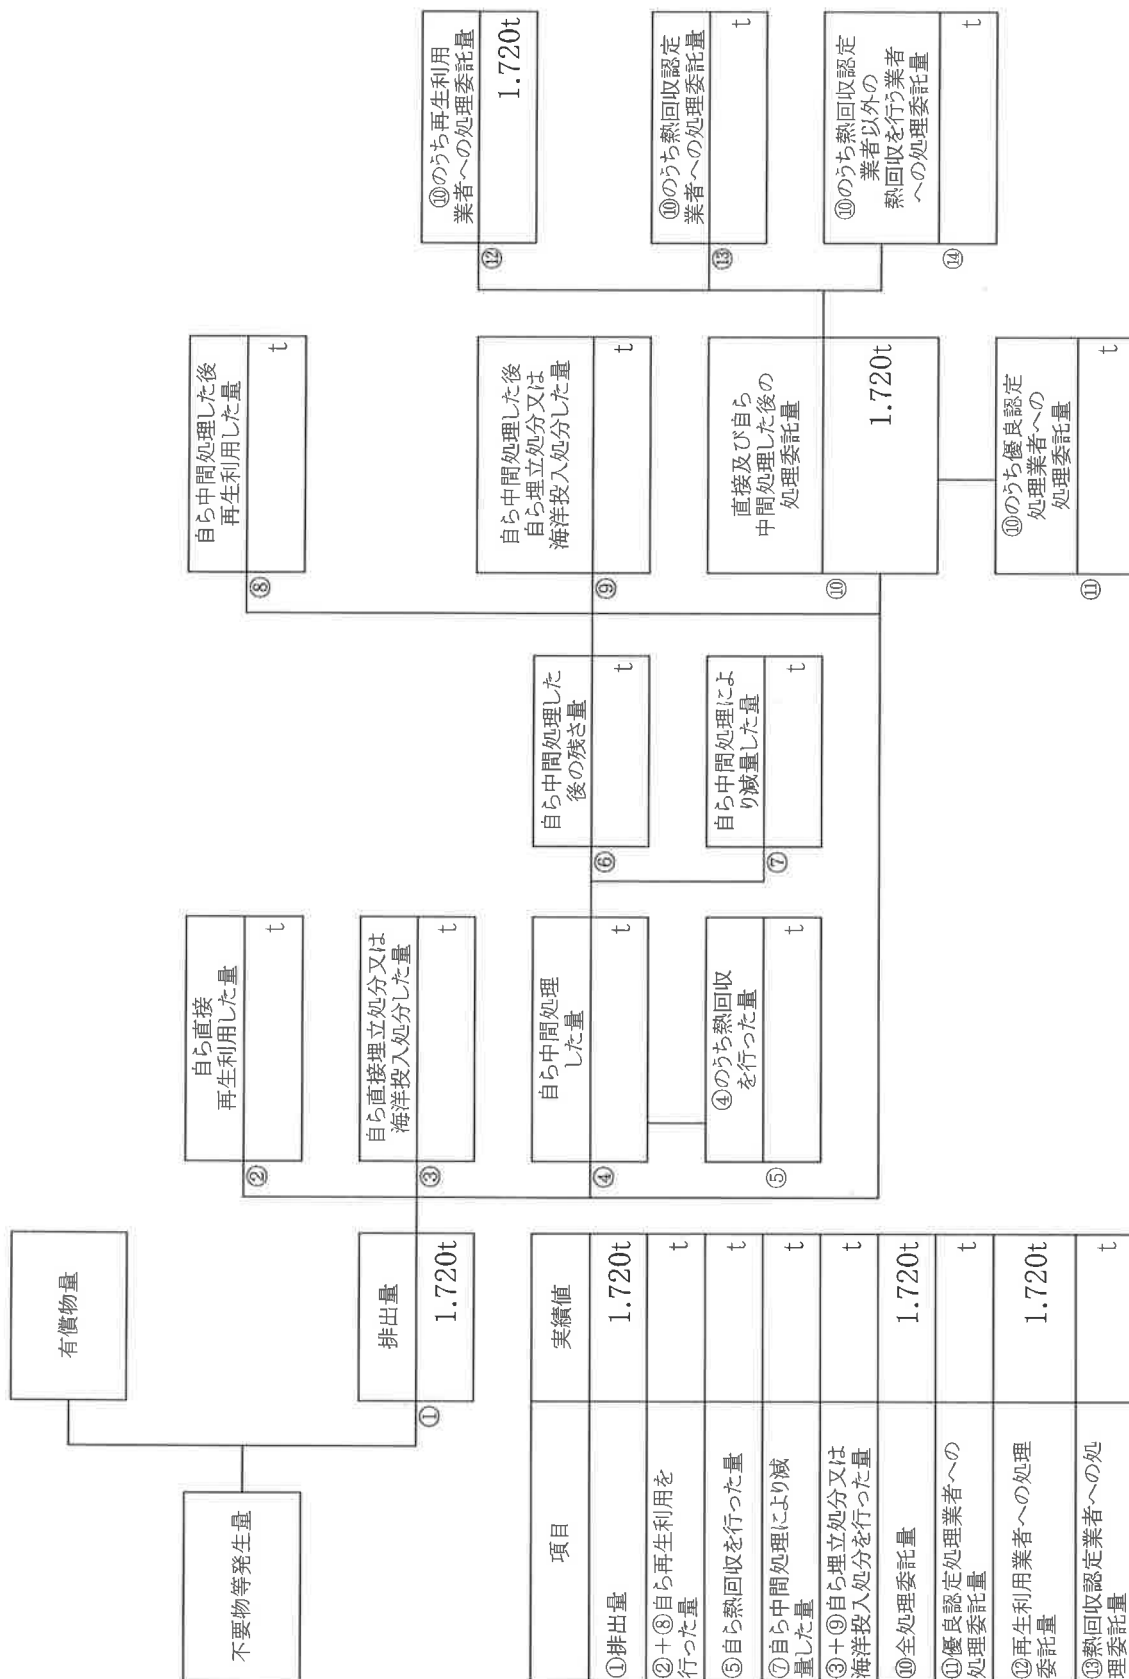 有償物量
不要物等発生量
排出量
①
1.720t
自ら直接
再生利用した量
②
t
自ら直接埋立処分又は
海洋投入処分した量
③
t
自ら中間処理
した量
④
t
④のうち熱回収
を行った量
⑤
t
自ら中間処理した
後の残さ量
⑥
t
自ら中間処理によ
り減量した量
⑦
t
自ら中間処理した後
再生利用した量
⑧
t
自ら中間処理した後
自ら埋立処分又は
海洋投入処分した量
⑨
t
直接及び自ら
中間処理した後の
処理委託量
⑩
1.720t
⑩のうち優良認定
処理業者への
処理委託量
⑪
t
⑩のうち再生利用
業者への処理委託量
⑫
1.720t
⑩のうち熱回収認定
業者への処理委託量
⑬
t
⑩のうち熱回収認定
業者以外の
熱回収を行う業者
への処理委託量
⑭
t
項目 実績値
①排出量 1.720t
②+⑧自ら再生利用を
行った量 t
⑤自ら熱回収を行った量 t
⑦自ら中間処理により減
量した量 t
③+⑨自ら埋立処分又は
海洋投入処分を行った量 t
⑩全処理委託量 1.720t
⑪優良認定処理業者への
処理委託量 t
⑫再生利用業者への処理
委託量 1.720t
⑬熱回収認定業者への処
理委託量 t